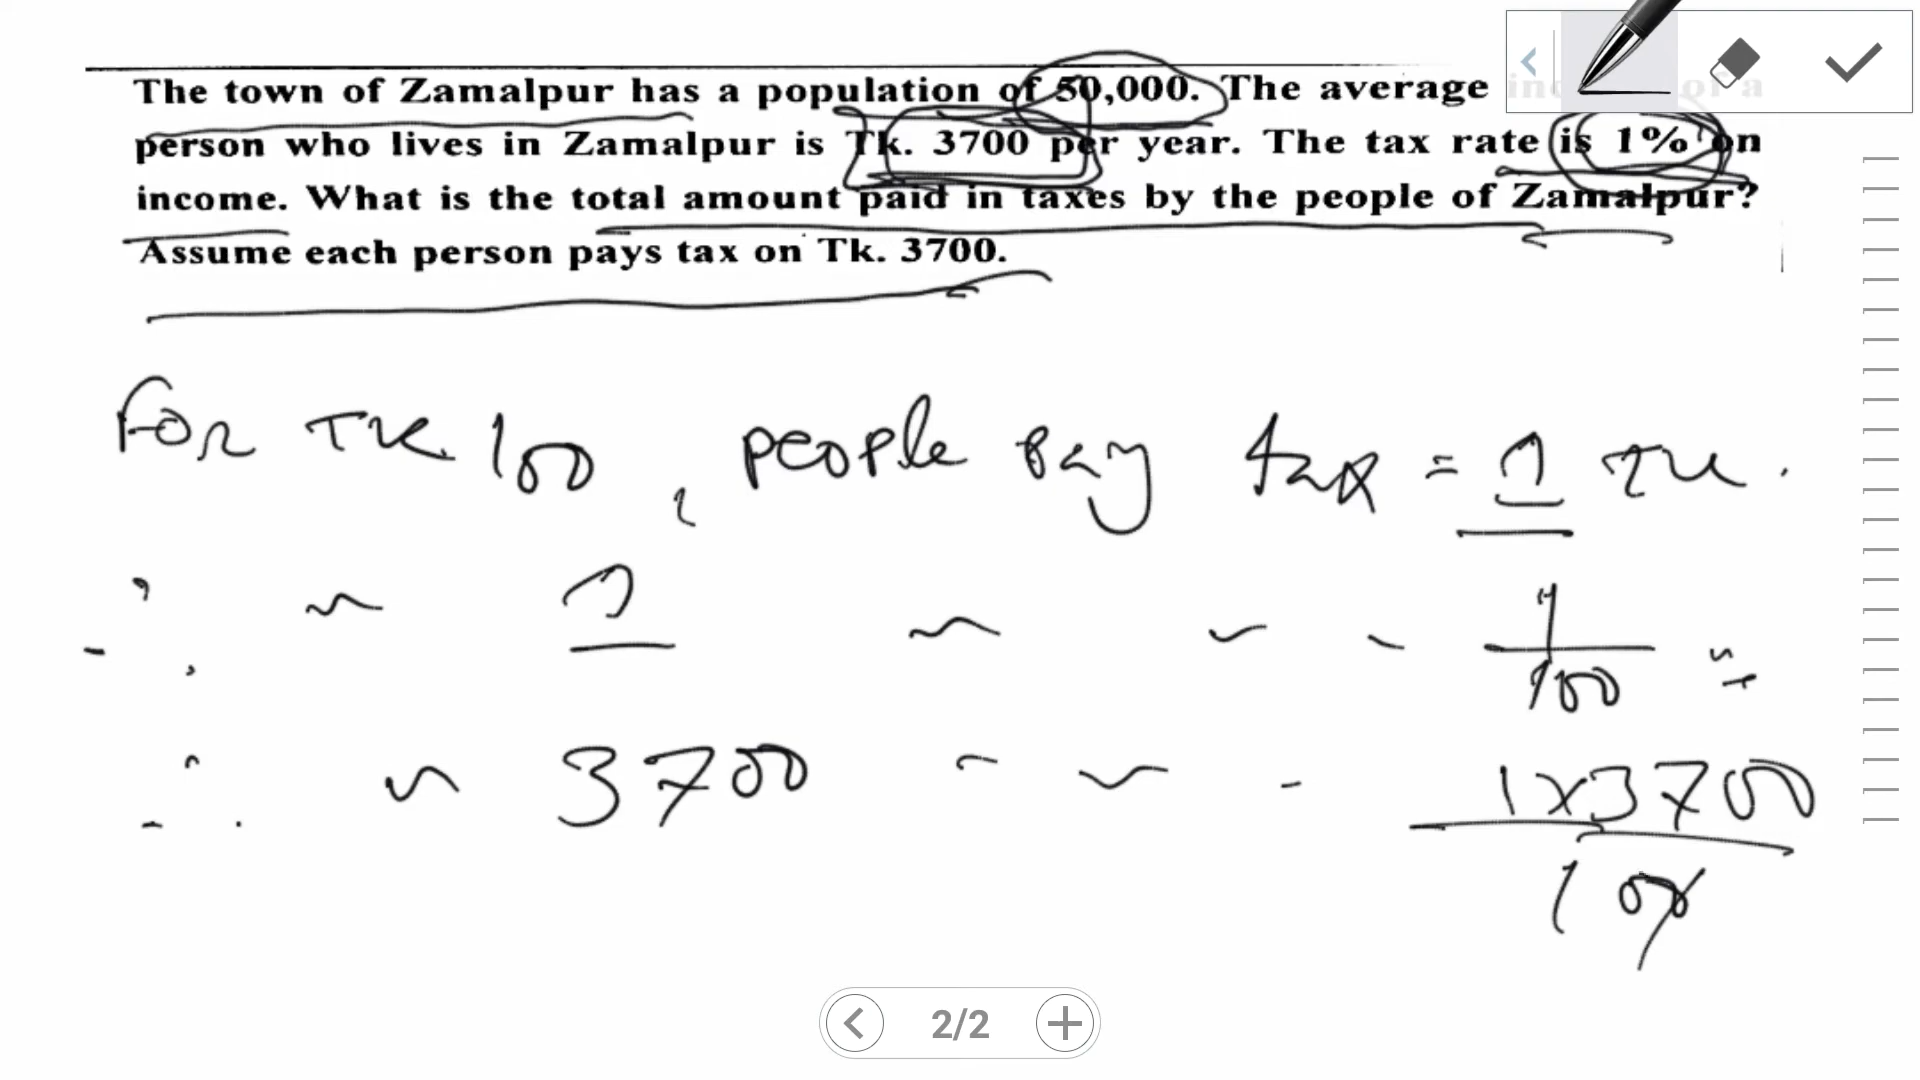 The town of Zamalpur has a population of 50,000. The average income of a
person who lives in Zamalpur is Tk. 3700 per year. The tax rate is 1% on
income. What is the total amount paid in taxes by the people of Zamalpur?
Assume each person pays tax on Tk. 3700.
For TK 100, people pay tax = 1 TK.
∴ ~ 1 ~ ~ - 1/100 "
∴ ~ 3700 ~ ~ - 1x3700/100
2/2